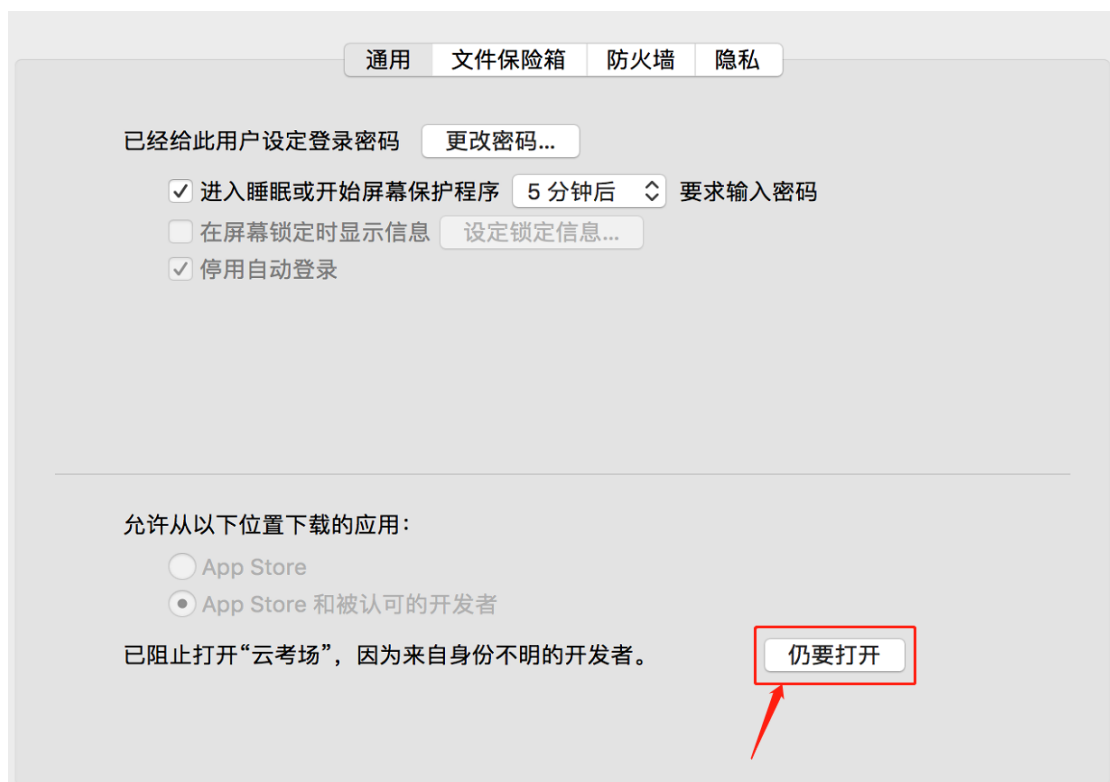 通用 文件保险箱 防火墙 隐私
已经给此用户设定登录密码 更改密码...
进入睡眠或开始屏幕保护程序 5 分钟后 要求输入密码
在屏幕锁定时显示信息 设定锁定信息...
停用自动登录
允许从以下位置下载的应用：
App Store
App Store 和被认可的开发者
已阻止打开“云考场”，因为来自身份不明的开发者。 仍要打开